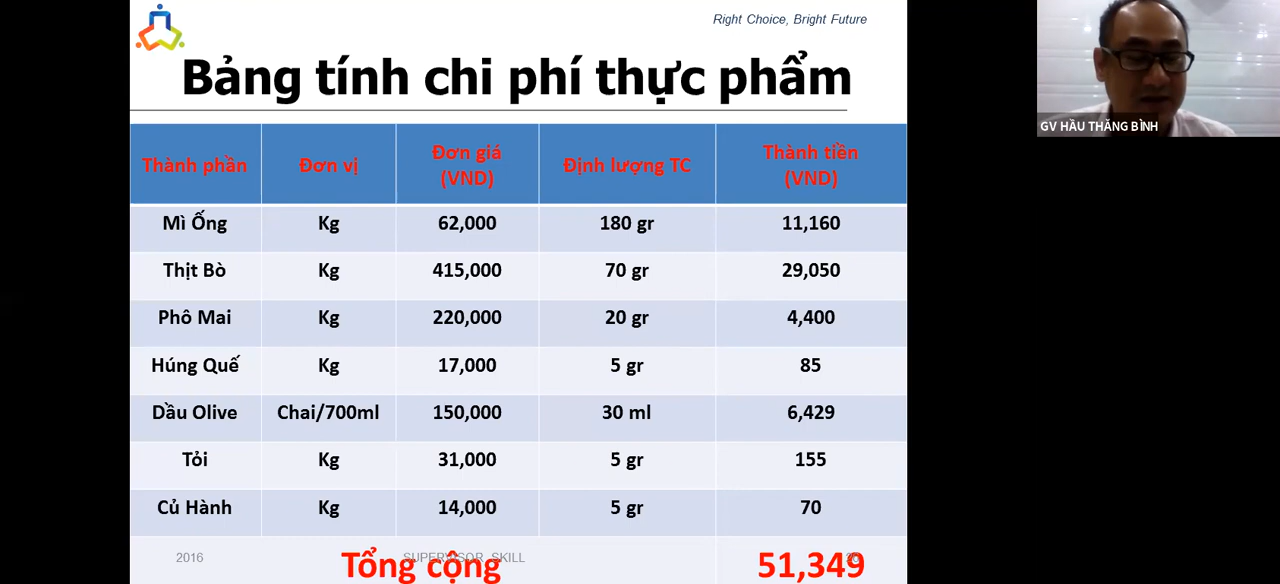 Right Choice, Bright Future
Bảng tính chi phí thực phẩm
GV HẦU THĂNG BÌNH
Thành phần Đơn vị Đơn giá (VND) Định lượng TC Thành tiền (VND)
Mì Ống Kg 62,000 180 gr 11,160
Thịt Bò Kg 415,000 70 gr 29,050
Phô Mai Kg 220,000 20 gr 4,400
Húng Quế Kg 17,000 5 gr 85
Dầu Olive Chai/700ml 150,000 30 ml 6,429
Tỏi Kg 31,000 5 gr 155
Củ Hành Kg 14,000 5 gr 70
Tổng cộng 51,349
2016 SUPERVISOR SKILL